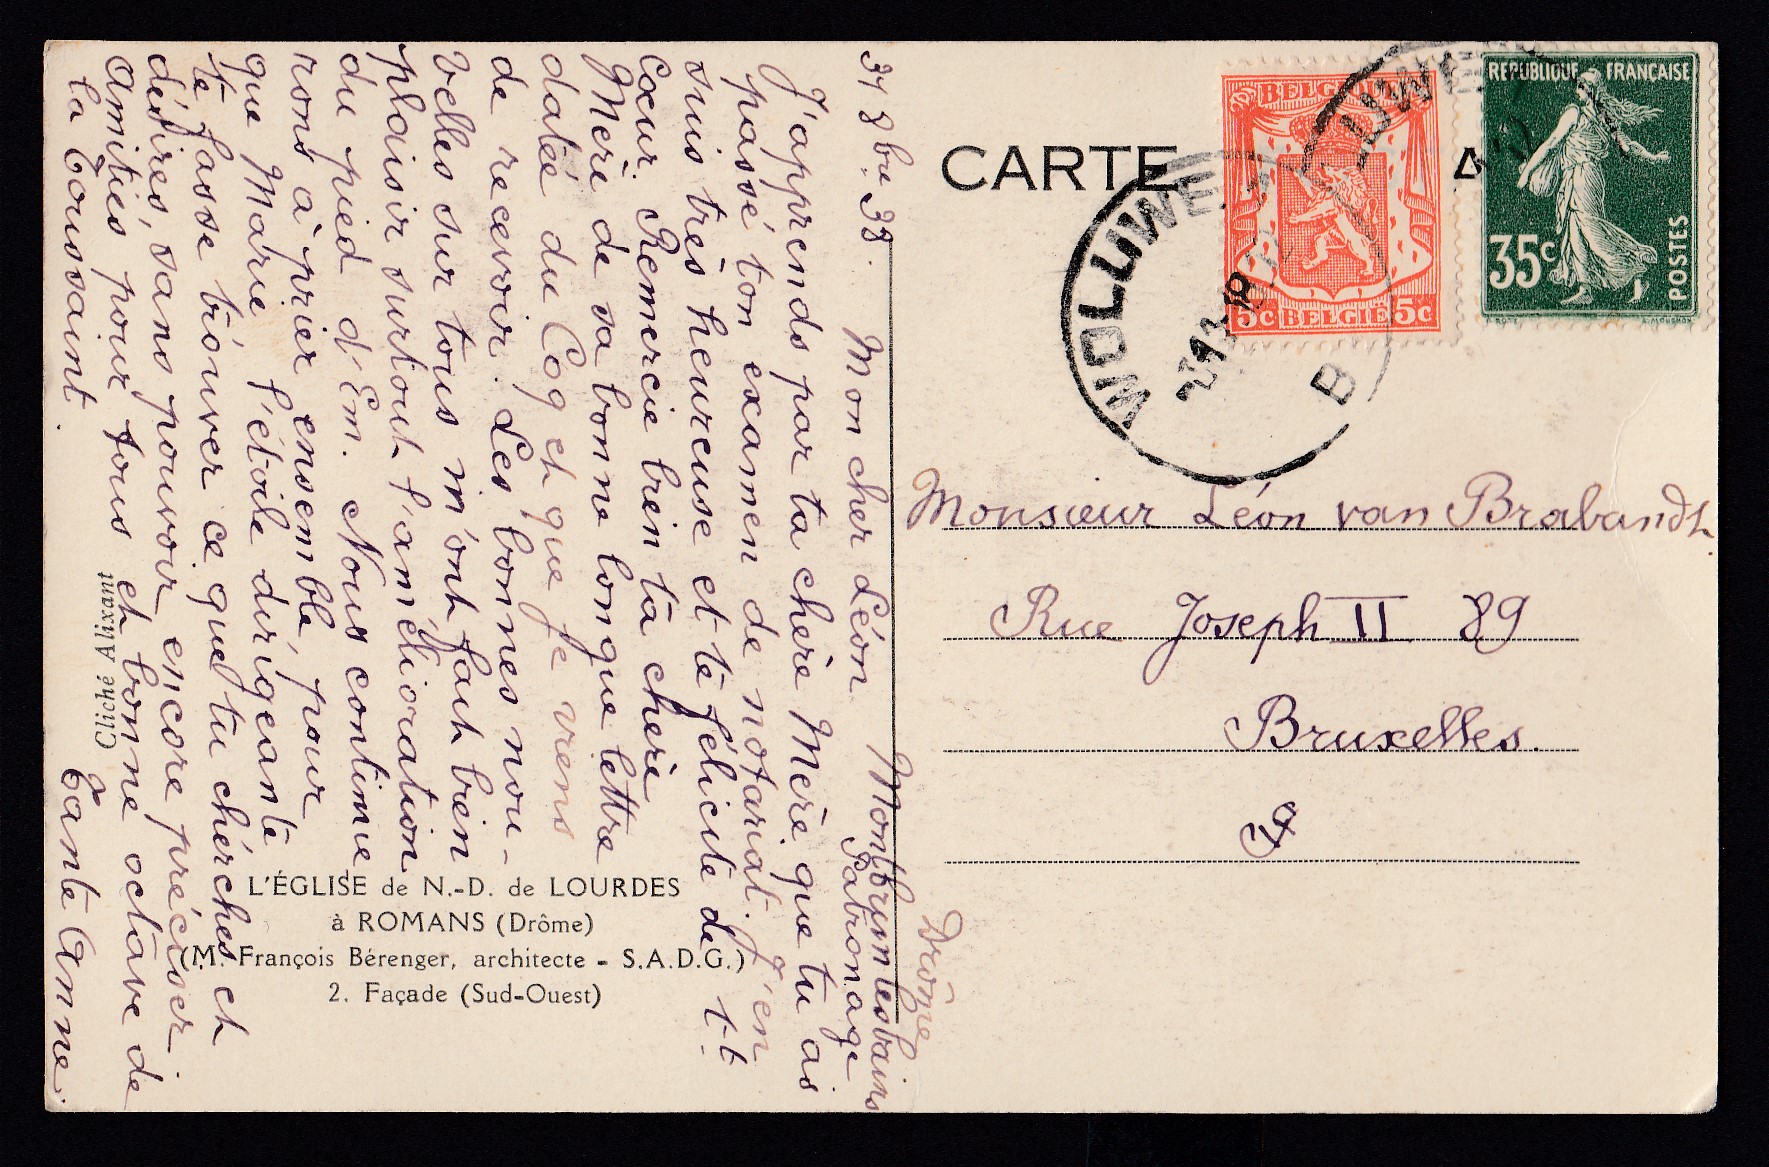 31 8bre 38.
Montbrun les bains
Patronage
Drôme
Mon cher Léon
J'apprends par ta chère Mère que tu as
passé ton examen de notariat. J'en
suis très heureuse et te félicite de t-t
cœur. Remercie bien ta chère
Mère de sa bonne longue lettre
datée du Coq et que je viens
de recevoir. Les bonnes nou-
velles sur tous m'ont fait bien
plaisir surtout l'amélioration
du pied d'Em. Nous continue
rons à prier ensemble, pour
que Marie, l'étoile dirigeante
te fasse trouver ce que tu cherches et
désires, sans pouvoir encore préciser
Amitiés pour tous et bonne octave de
la Toussaint.
Tante Anne.
Cliché Alixant
L'ÉGLISE de N.-D. de LOURDES
à ROMANS (Drôme)
(M. François Bérenger, architecte - S.A.D.G.)
2. Façade (Sud-Ouest)
CARTE
BELGIQUE
5c BELGIË 5c
REPUBLIQUE FRANÇAISE
35c
POSTES
WOLUWE
B
Monsieur Léon van Brabandt
Rue Joseph II 89
Bruxelles.